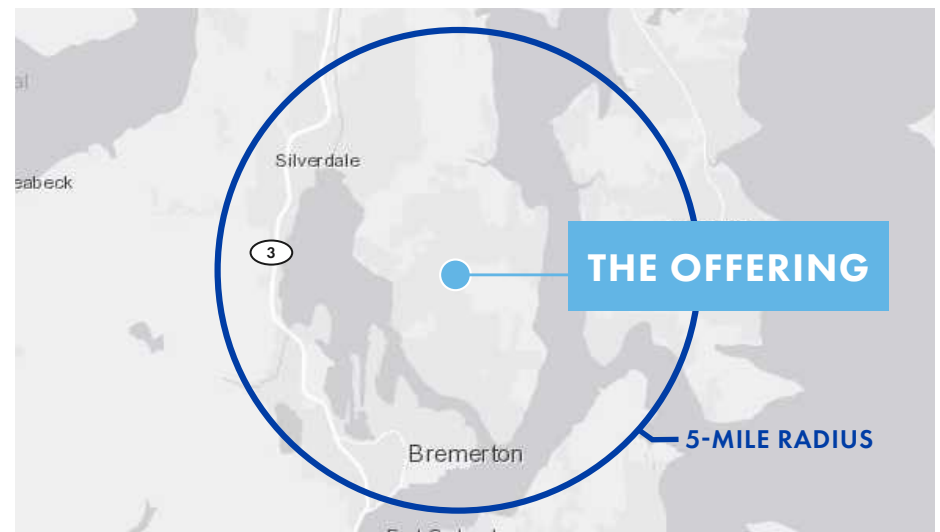 Silverdale
eabeck
3
THE OFFERING
5-MILE RADIUS
Bremerton